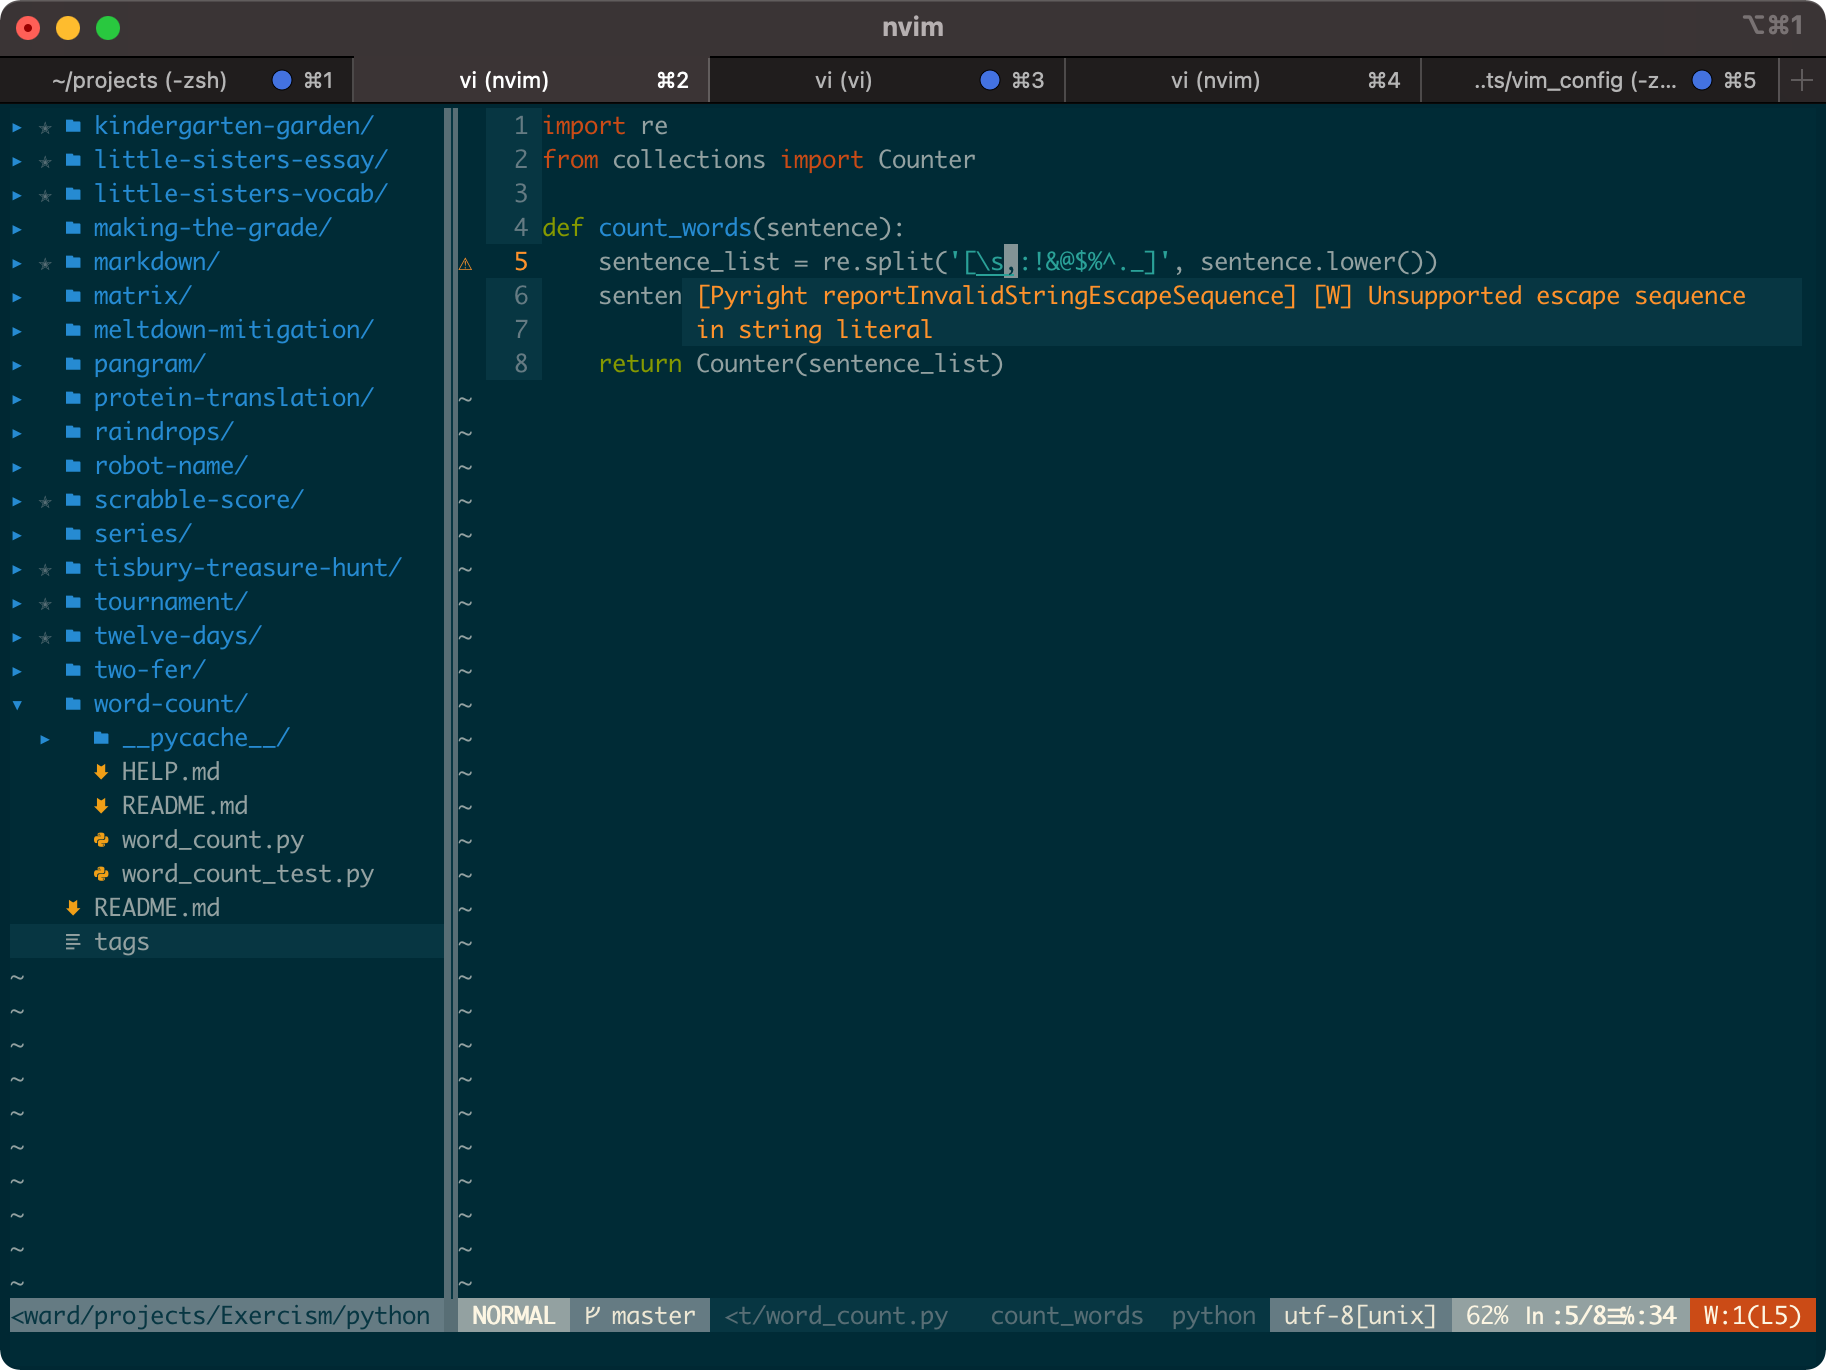 nvim
⌥⌘1
~/projects (-zsh) ⌘1
vi (nvim) ⌘2
vi (vi) ⌘3
vi (nvim) ⌘4
..ts/vim_config (-z... ⌘5
kindergarten-garden/
little-sisters-essay/
little-sisters-vocab/
making-the-grade/
markdown/
matrix/
meltdown-mitigation/
pangram/
protein-translation/
raindrops/
robot-name/
scrabble-score/
series/
tisbury-treasure-hunt/
tournament/
twelve-days/
two-fer/
word-count/
__pycache__/
HELP.md
README.md
word_count.py
word_count_test.py
README.md
tags
<ward/projects/Exercism/python
1 import re
2 from collections import Counter
3
4 def count_words(sentence):
5 sentence_list = re.split('[\s,:!&@$%^._]', sentence.lower())
6 senten [Pyright reportInvalidStringEscapeSequence] [W] Unsupported escape sequence
7 in string literal
8 return Counter(sentence_list)
NORMAL master <t/word_count.py count_words python utf-8[unix] 62% ln :5/8☰℅:34 W:1(L5)